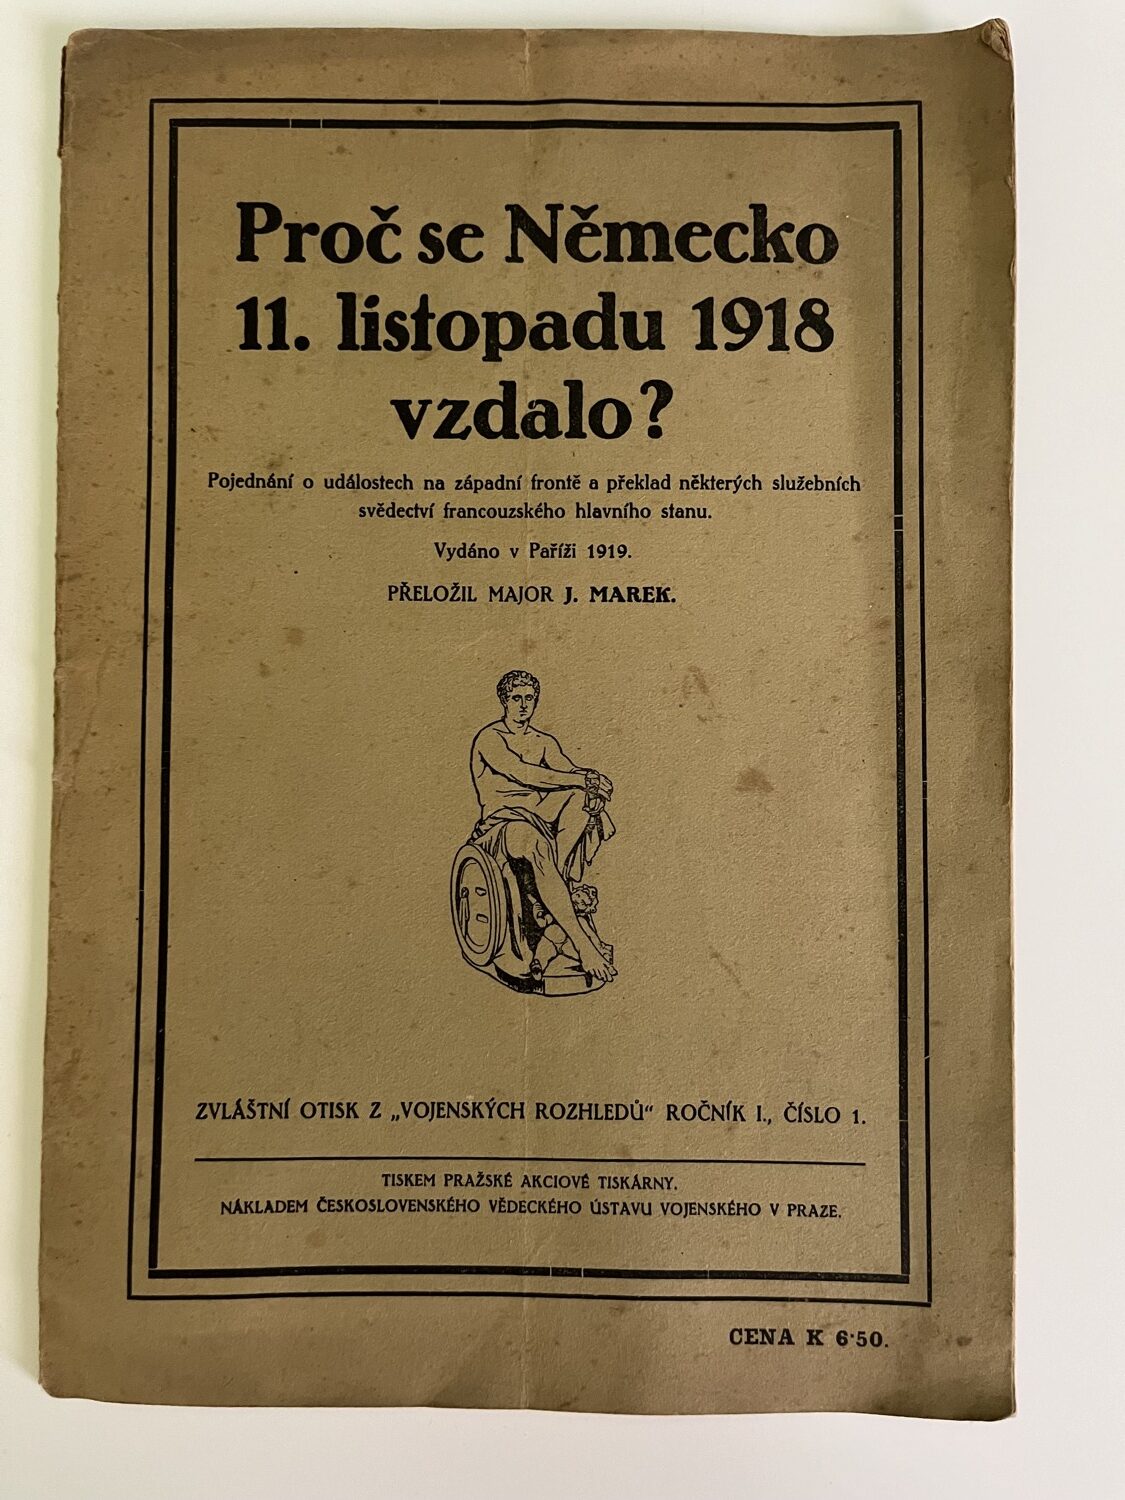 Proč se Německo
11. listopadu 1918
vzdalo?
Pojednání o událostech na západní frontě a překlad některých služebních
svědectví francouzského hlavního stanu.
Vydáno v Paříži 1919.
PŘELOŽIL MAJOR J. MAREK.
ZVLÁŠTNÍ OTISK Z „VOJENSKÝCH ROZHLEDŮ“ ROČNÍK I., ČÍSLO 1.
TISKEM PRAŽSKÉ AKCIOVÉ TISKÁRNY.
NÁKLADEM ČESKOSLOVENSKÉHO VĚDECKÉHO ÚSTAVU VOJENSKÉHO V PRAZE.
CENA K 6·50.